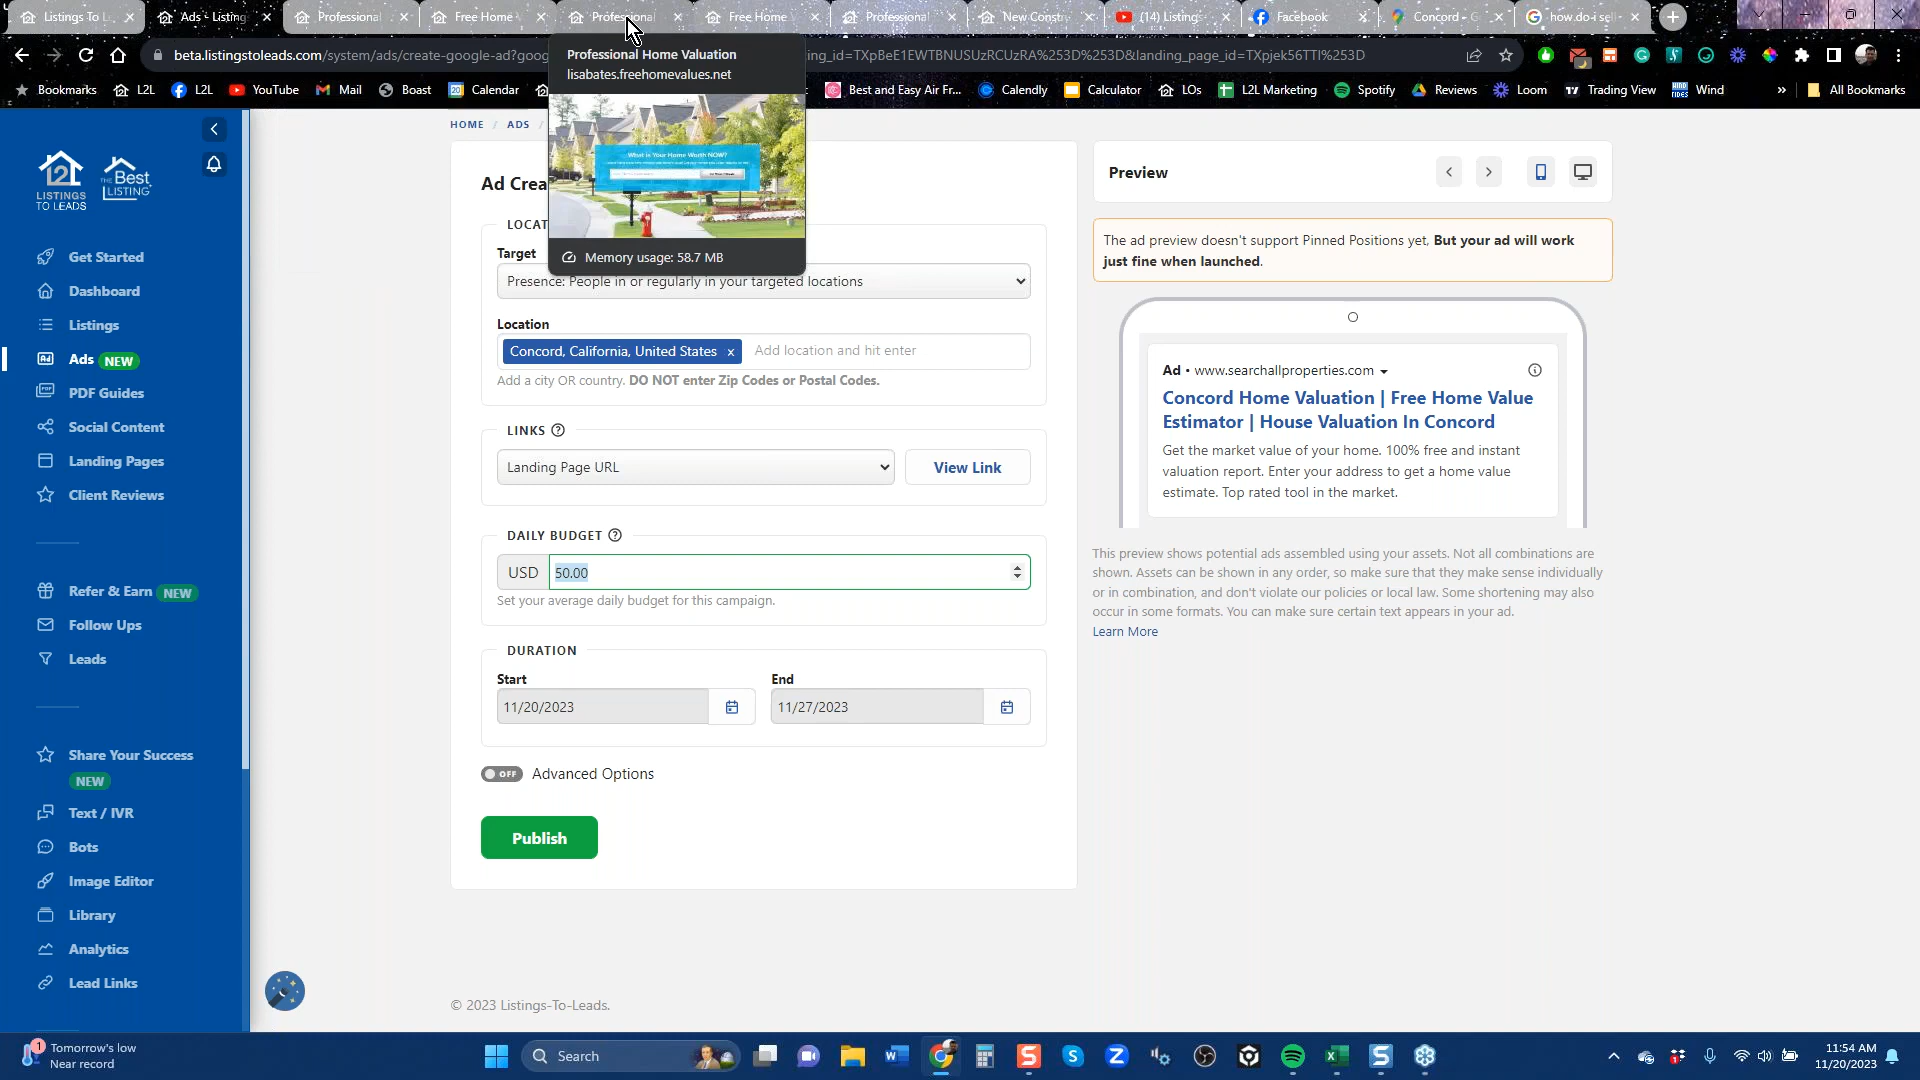 Listings To L
Ads - Listing
Professional
Free Home V
Professional
Free Home V
Professional
New Constru
(14) Listings
Facebook
Concord - G
how do i sell
beta.listingstoleads.com/system/ads/create-google-ad?goog
ing_id=TXpBeE1EWTBNUSUzRCUzRA%253D%253D&landing_page_id=TXpjek56TTI%253D
Professional Home Valuation
lisabates.freehomevalues.net
What is Your Home Worth NOW?
Memory usage: 58.7 MB
Bookmarks
L2L
L2L
YouTube
Mail
Boast
Calendar
Best and Easy Air Fr...
Calendly
Calculator
LOs
L2L Marketing
Spotify
Reviews
Loom
Trading View
Wind
»
All Bookmarks
L2L
LISTINGS
TO LEADS
The Best
LISTING
Get Started
Dashboard
Listings
Ads NEW
PDF Guides
Social Content
Landing Pages
Client Reviews
Refer & Earn NEW
Follow Ups
Leads
Share Your Success
NEW
Text / IVR
Bots
Image Editor
Library
Analytics
Lead Links
HOME / ADS /
Ad Crea
LOCAT
Target
Presence: People in or regularly in your targeted locations
Location
Concord, California, United States x
Add location and hit enter
Add a city OR country. DO NOT enter Zip Codes or Postal Codes.
LINKS
Landing Page URL
View Link
DAILY BUDGET
USD 50.00
Set your average daily budget for this campaign.
DURATION
Start
End
11/20/2023
11/27/2023
OFF Advanced Options
Publish
© 2023 Listings-To-Leads.
Preview
The ad preview doesn't support Pinned Positions yet, But your ad will work
just fine when launched.
Ad • www.searchallproperties.com
Concord Home Valuation | Free Home Value
Estimator | House Valuation In Concord
Get the market value of your home. 100% free and instant
valuation report. Enter your address to get a home value
estimate. Top rated tool in the market.
This preview shows potential ads assembled using your assets. Not all combinations are
shown. Assets can be shown in any order, so make sure that they make sense individually
or in combination, and don't violate our policies or local law. Some shortening may also
occur in some formats. You can make sure certain text appears in your ad.
Learn More
1
Tomorrow's low
Near record
Search
11:54 AM
11/20/2023